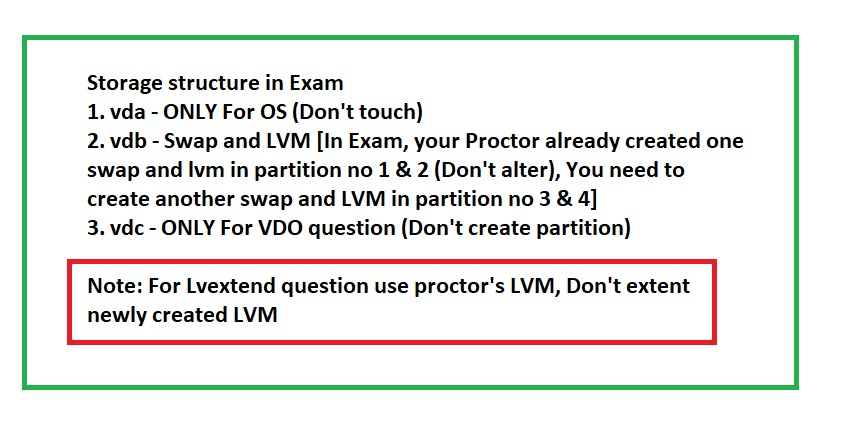 Storage structure in Exam
1. vda - ONLY For OS (Don't touch)
2. vdb - Swap and LVM [In Exam, your Proctor already created one
swap and lvm in partition no 1 & 2 (Don't alter), You need to
create another swap and LVM in partition no 3 & 4]
3. vdc - ONLY For VDO question (Don't create partition)
Note: For Lvextend question use proctor's LVM, Don't extent
newly created LVM